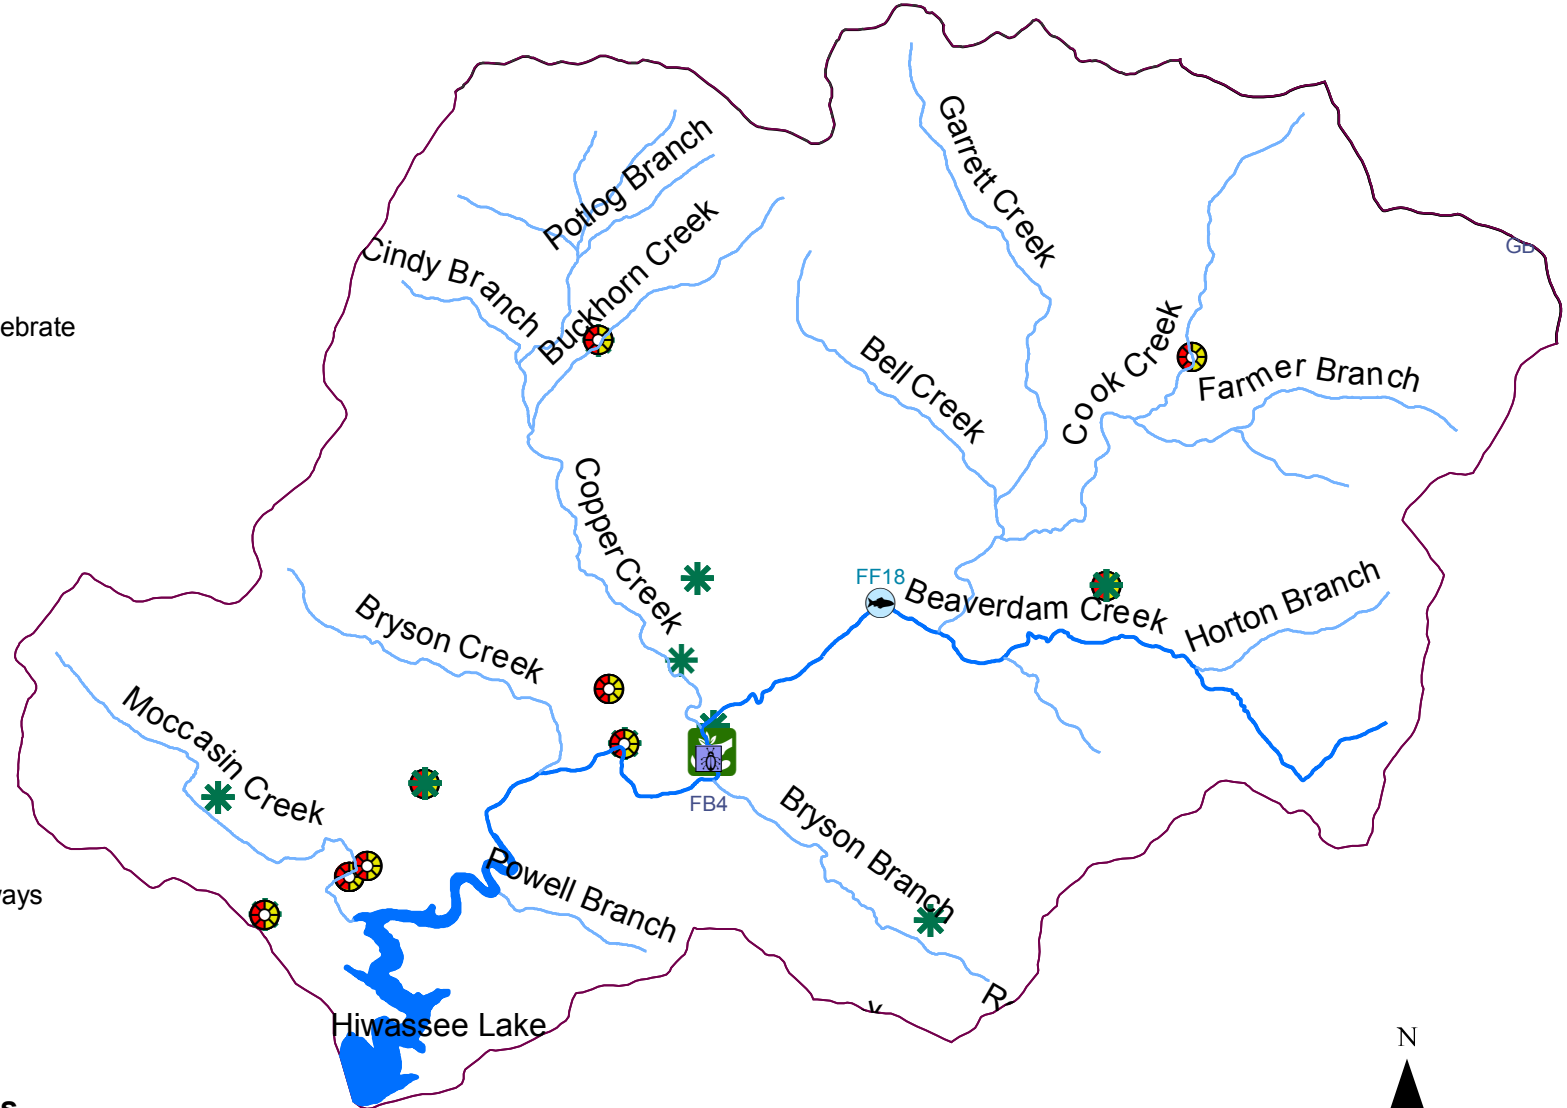 Garrett Creek
Potlog Branch
Buckhorn Creek
Cindy Branch
GB
ebrate
Bell Creek
Cook Creek
Farmer Branch
Copper Creek
FF18
Beaverdam Creek
Horton Branch
Bryson Creek
Moccasin Creek
FB4
Bryson Branch
Powell Branch
ways
R
Hiwassee Lake
N